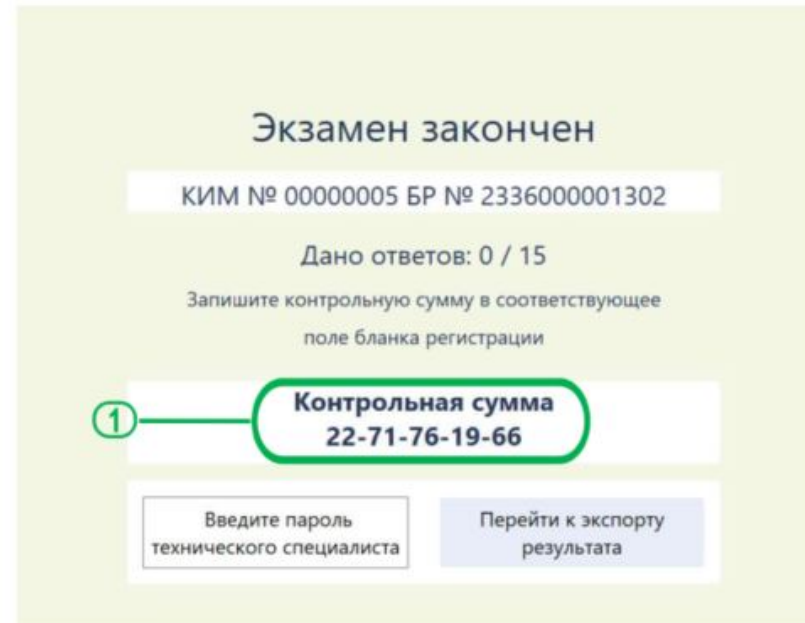 Экзамен закончен
КИМ № 00000005 БР № 2336000001302
Дано ответов: 0 / 15
Запишите контрольную сумму в соответствующее
поле бланка регистрации
1
Контрольная сумма
22-71-76-19-66
Введите пароль
технического специалиста
Перейти к экспорту
результата